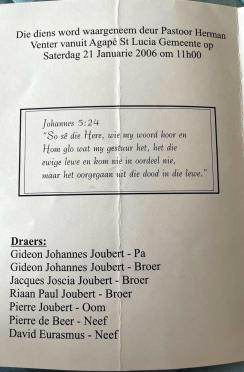 Die diens word waargeneem deur Pastoor Herman
Venter vanuit Agapé St Lucia Gemeente op
Saterdag 21 Januarie 2006 om 11h00
Johannes 5:24
"So sê die Here, wie my woord hoor en
Hom glo wat my gestuur het, het die
ewige lewe en kom nie in oordeel nie,
maar het oorgegaan uit die dood in die lewe."
Draers:
Gideon Johannes Joubert - Pa
Gideon Johannes Joubert - Broer
Jacques Joscia Joubert - Broer
Riaan Paul Joubert - Broer
Pierre Joubert - Oom
Pierre de Beer - Neef
David Eurasmus - Neef